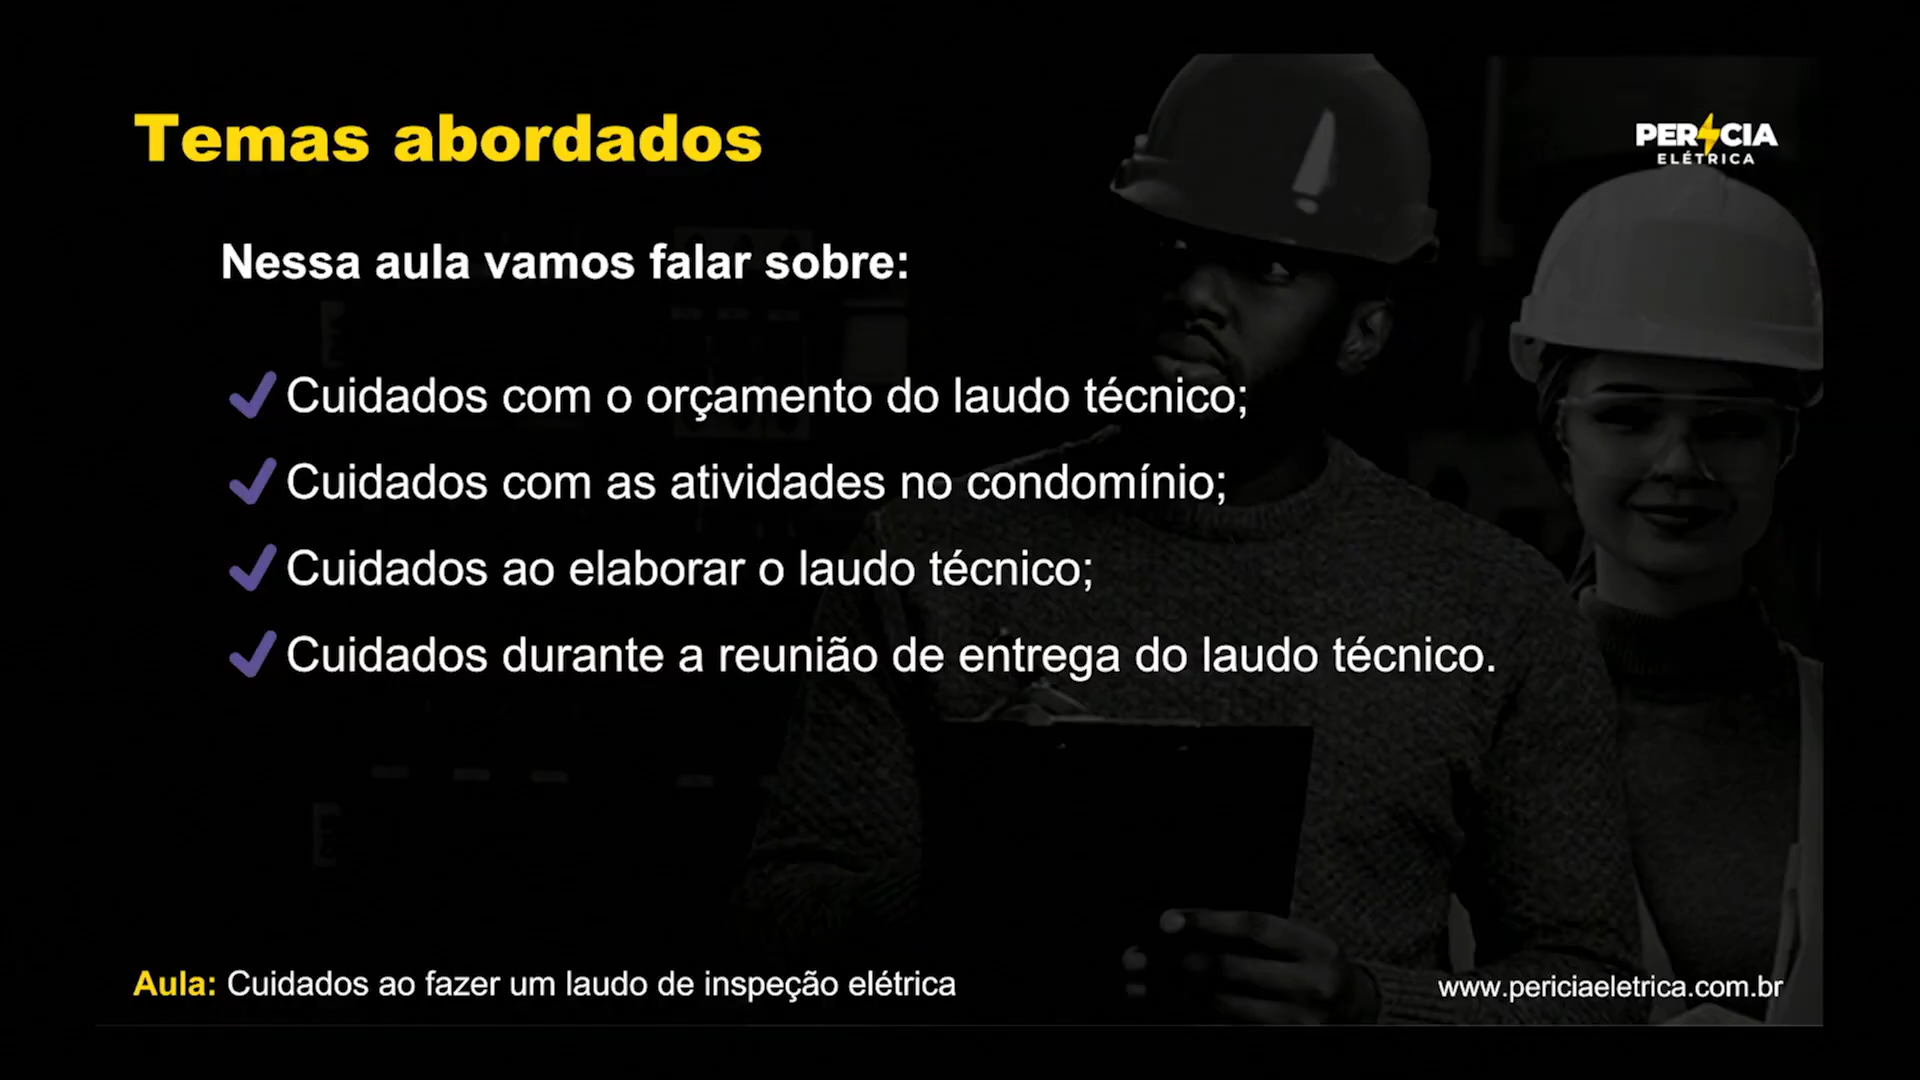 Temas abordados
PERÍCIA
ELÉTRICA
Nessa aula vamos falar sobre:
Cuidados com o orçamento do laudo técnico;
Cuidados com as atividades no condomínio;
Cuidados ao elaborar o laudo técnico;
Cuidados durante a reunião de entrega do laudo técnico.
Aula: Cuidados ao fazer um laudo de inspeção elétrica
www.periciaeletrica.com.br